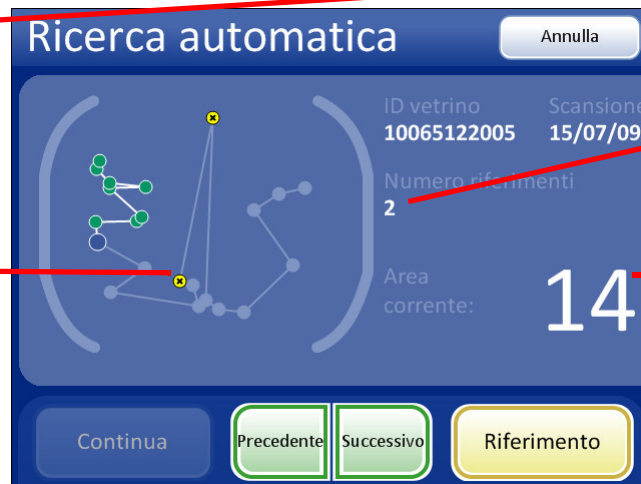 Ricerca automatica
Annulla
ID vetrino
Scansione
10065122005
15/07/09
Numero riferimenti
2
Area
corrente:
14
Continua
Precedente
Successivo
Riferimento